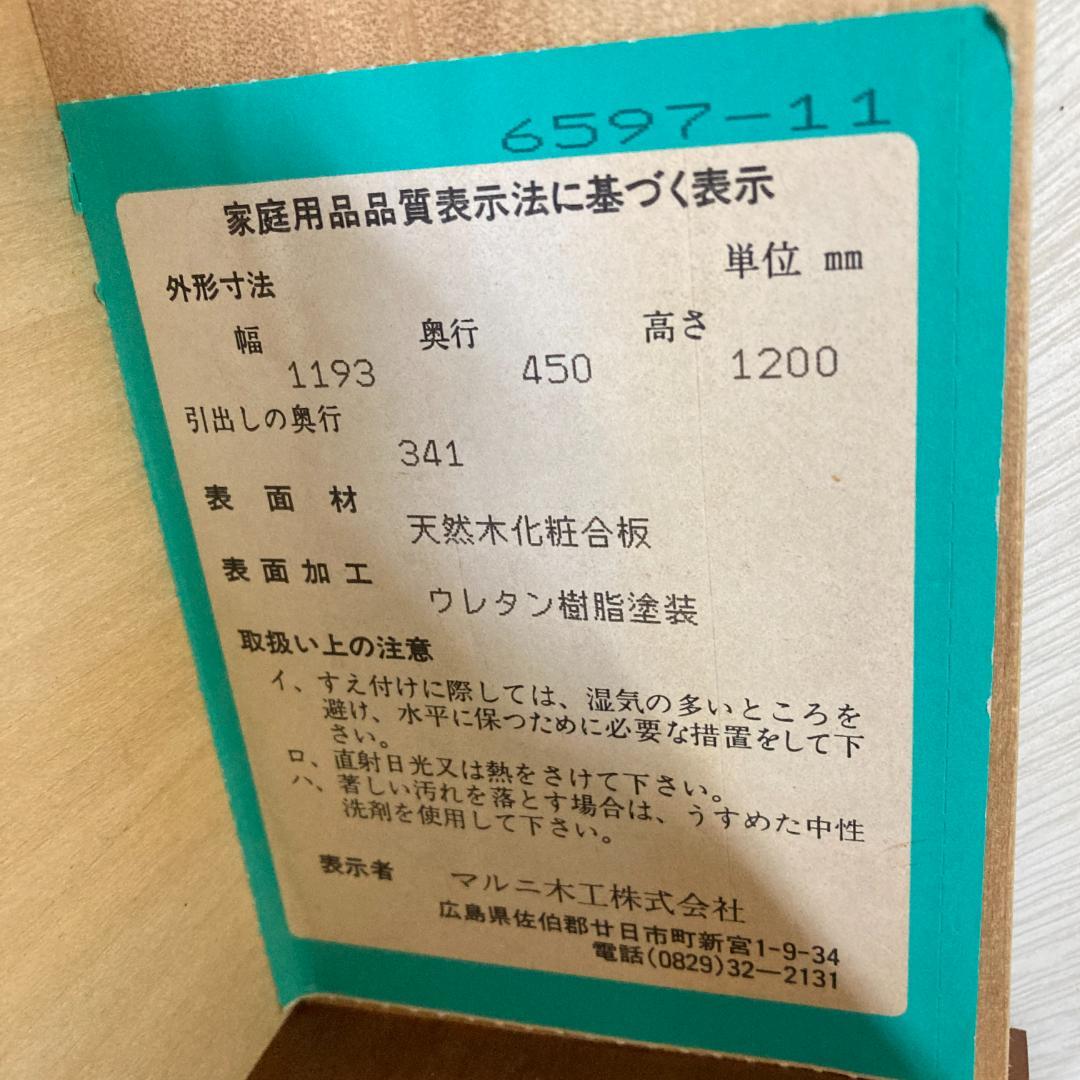 6597-11
家庭用品品質表示法に基づく表示
単位 mm
外形寸法
幅 奥行 高さ
1193 450 1200
引出しの奥行
341
表面材
天然木化粧合板
表面加工
ウレタン樹脂塗装
取扱い上の注意
イ、すえ付けに際しては、湿気の多いところを
避け、水平に保つために必要な措置をして下
さい。
ロ、直射日光又は熱をさけて下さい。
ハ、著しい汚れを落とす場合は、うすめた中性
洗剤を使用して下さい。
表示者 マルニ木工株式会社
広島県佐伯郡廿日市町新宮1-9-34
電話(0829)32—2131